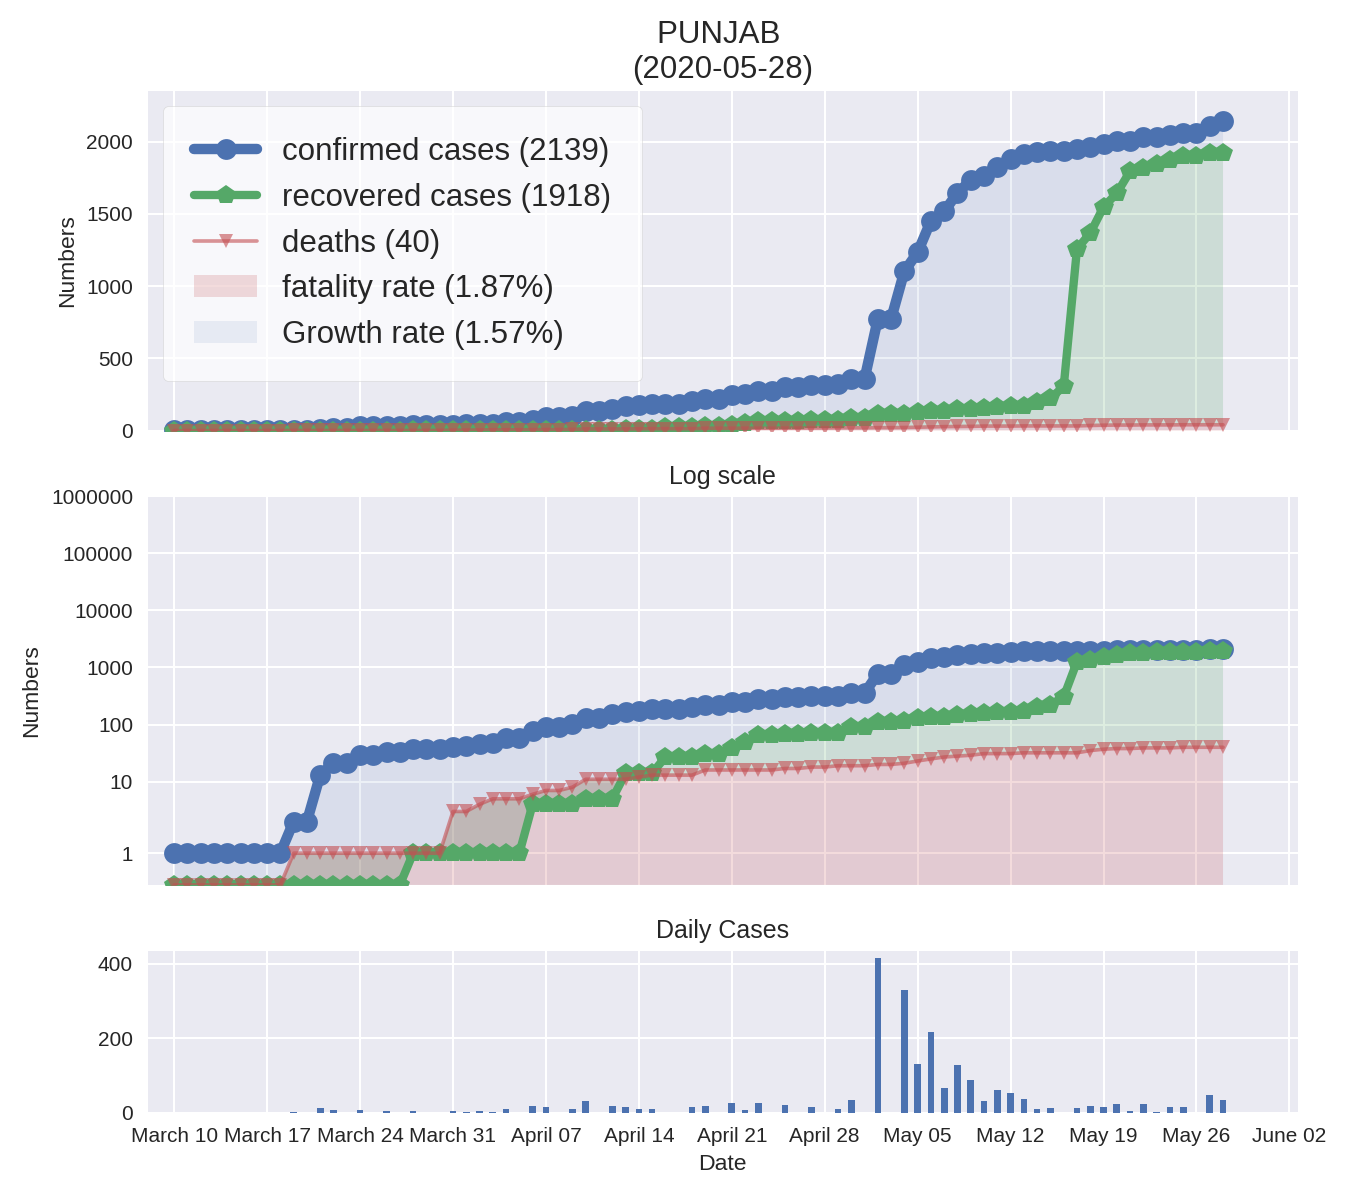 PUNJAB
(2020-05-28)
Numbers
2000
1500
1000
500
0
confirmed cases (2139)
recovered cases (1918)
deaths (40)
fatality rate (1.87%)
Growth rate (1.57%)
Log scale
Numbers
1000000
100000
10000
1000
100
10
1
Daily Cases
400
200
0
March 10 March 17 March 24 March 31 April 07 April 14 April 21 April 28 May 05 May 12 May 19 May 26 June 02
Date